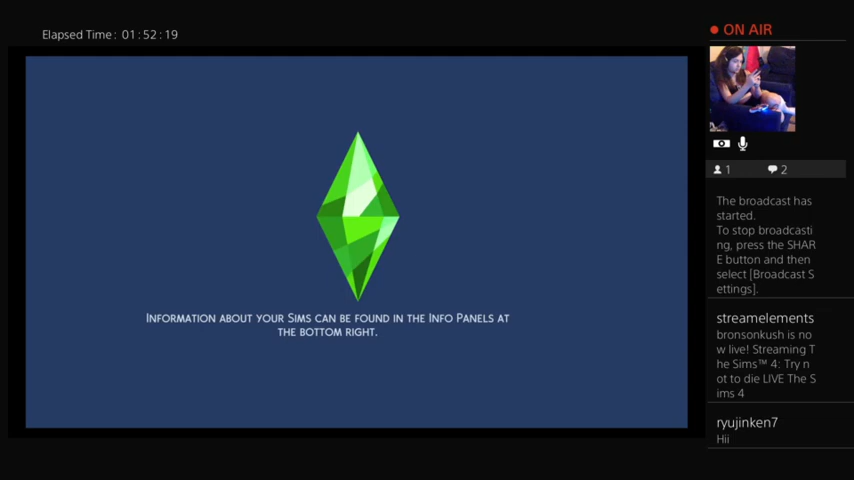 Elapsed Time: 01:52:19
ON AIR
1
2
The broadcast has
started.
To stop broadcasti
ng, press the SHAR
E button and then
select [Broadcast S
ettings].
streamelements
bronsonkush is no
w live! Streaming T
he Sims™ 4: Try n
ot to die LIVE The S
ims 4
ryujinken7
Hii
INFORMATION ABOUT YOUR SIMS CAN BE FOUND IN THE INFO PANELS AT
THE BOTTOM RIGHT.